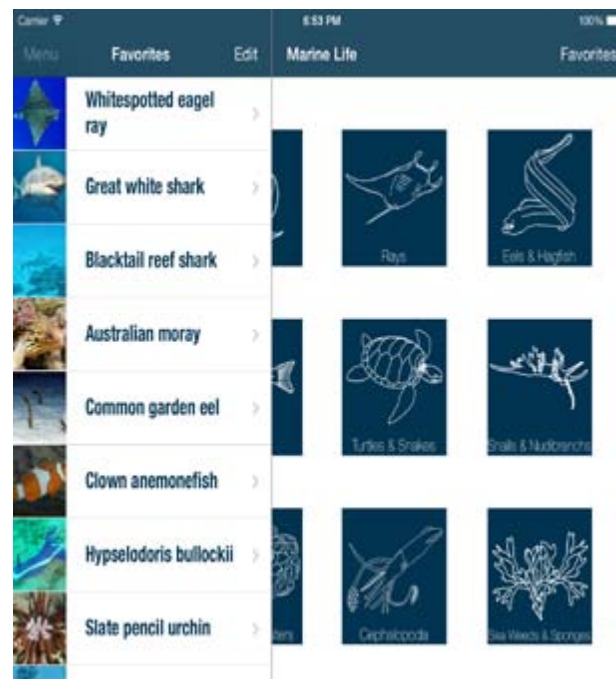 Carrier
6:53 PM
100%
Menu
Favorites
Edit
Marine Life
Favorites
Whitespotted eagel
ray
Great white shark
Blacktail reef shark
Australian moray
Common garden eel
Clown anemonefish
Hypselodoris bullockii
Slate pencil urchin
Rays
Eels & Hagfish
Turtles & Snakes
Snails & Nudibranchs
Cephalopoda
Sea Weeds & Sponges